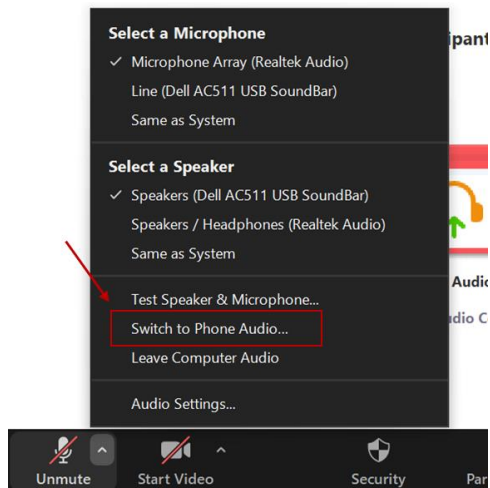 Select a Microphone
Microphone Array (Realtek Audio)
Line (Dell AC511 USB SoundBar)
Same as System
Select a Speaker
Speakers (Dell AC511 USB SoundBar)
Speakers / Headphones (Realtek Audio)
Same as System
Test Speaker & Microphone...
Switch to Phone Audio...
Leave Computer Audio
Audio Settings...
Unmute
Start Video
Security